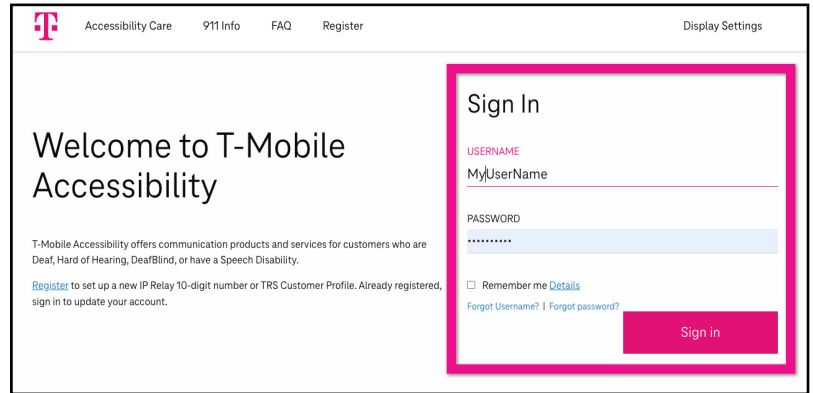 T Accessibility Care 911 Info FAQ Register Display Settings
Welcome to T-Mobile
Accessibility
T-Mobile Accessibility offers communication products and services for customers who are
Deaf, Hard of Hearing, DeafBlind, or have a Speech Disability.
Register to set up a new IP Relay 10-digit number or TRS Customer Profile. Already registered,
sign in to update your account.
Sign In
USERNAME
MyUserName
PASSWORD
••••••••••
Remember me Details
Forgot Username? | Forgot password?
Sign in